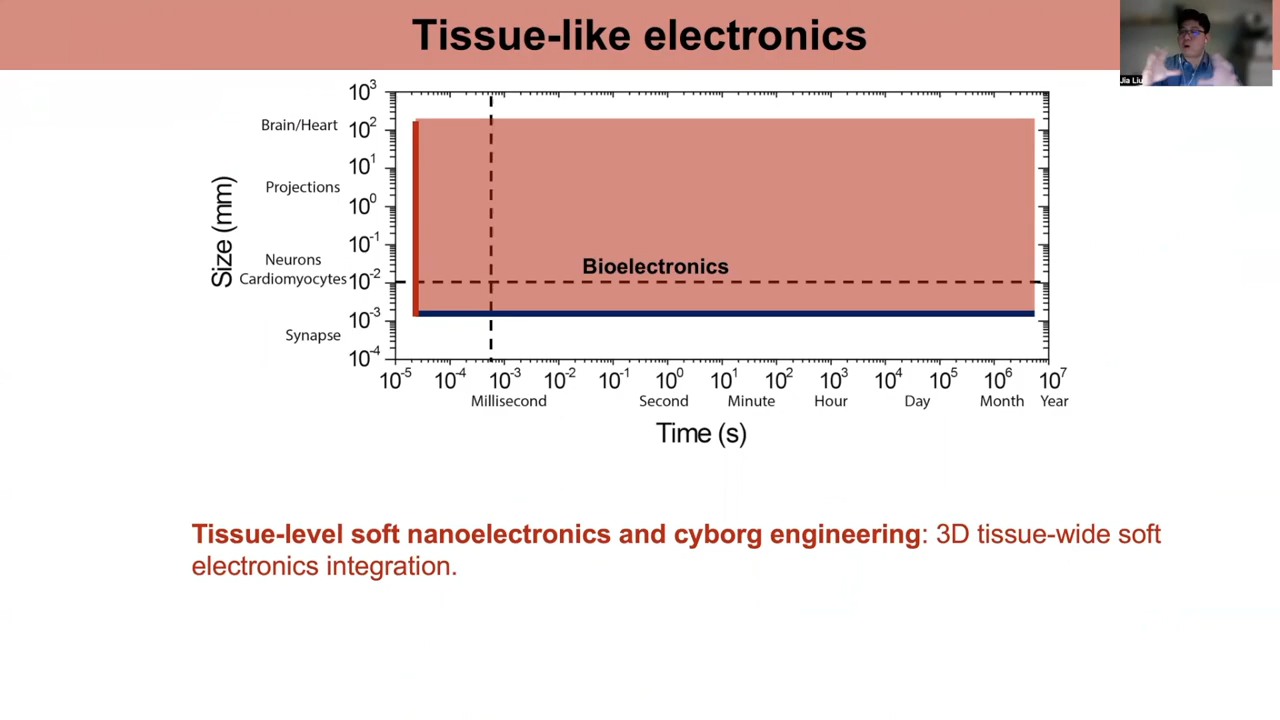 Tissue-like electronics
Jia Liu
10³
Brain/Heart 10²
10¹
Projections
10⁰
10⁻¹
Neurons
Cardiomyocytes 10⁻²
10⁻³
Synapse
10⁻⁴
Size (mm)
Bioelectronics
10⁻⁵ 10⁻⁴ 10⁻³ 10⁻² 10⁻¹ 10⁰ 10¹ 10² 10³ 10⁴ 10⁵ 10⁶ 10⁷
Millisecond Second Minute Hour Day Month Year
Time (s)
Tissue-level soft nanoelectronics and cyborg engineering: 3D tissue-wide soft
electronics integration.